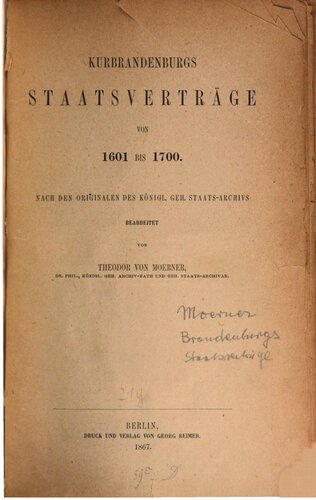 KURBRANDENBURGS
STAATSVERTRÄGE
VON
1601 BIS 1700.
NACH DEN ORIGINALEN DES KÖNIGL. GEH. STAATS-ARCHIVS
BEARBEITET
VON
THEODOR VON MOERNER,
DR. PHIL., KÖNIGL. GEH. ARCHIV-RATH UND GEH. STAATS-ARCHIVAR.
Moerner
Brandenburgs
Staatsverträge
BERLIN,
DRUCK UND VERLAG VON GEORG REIMER.
1867.